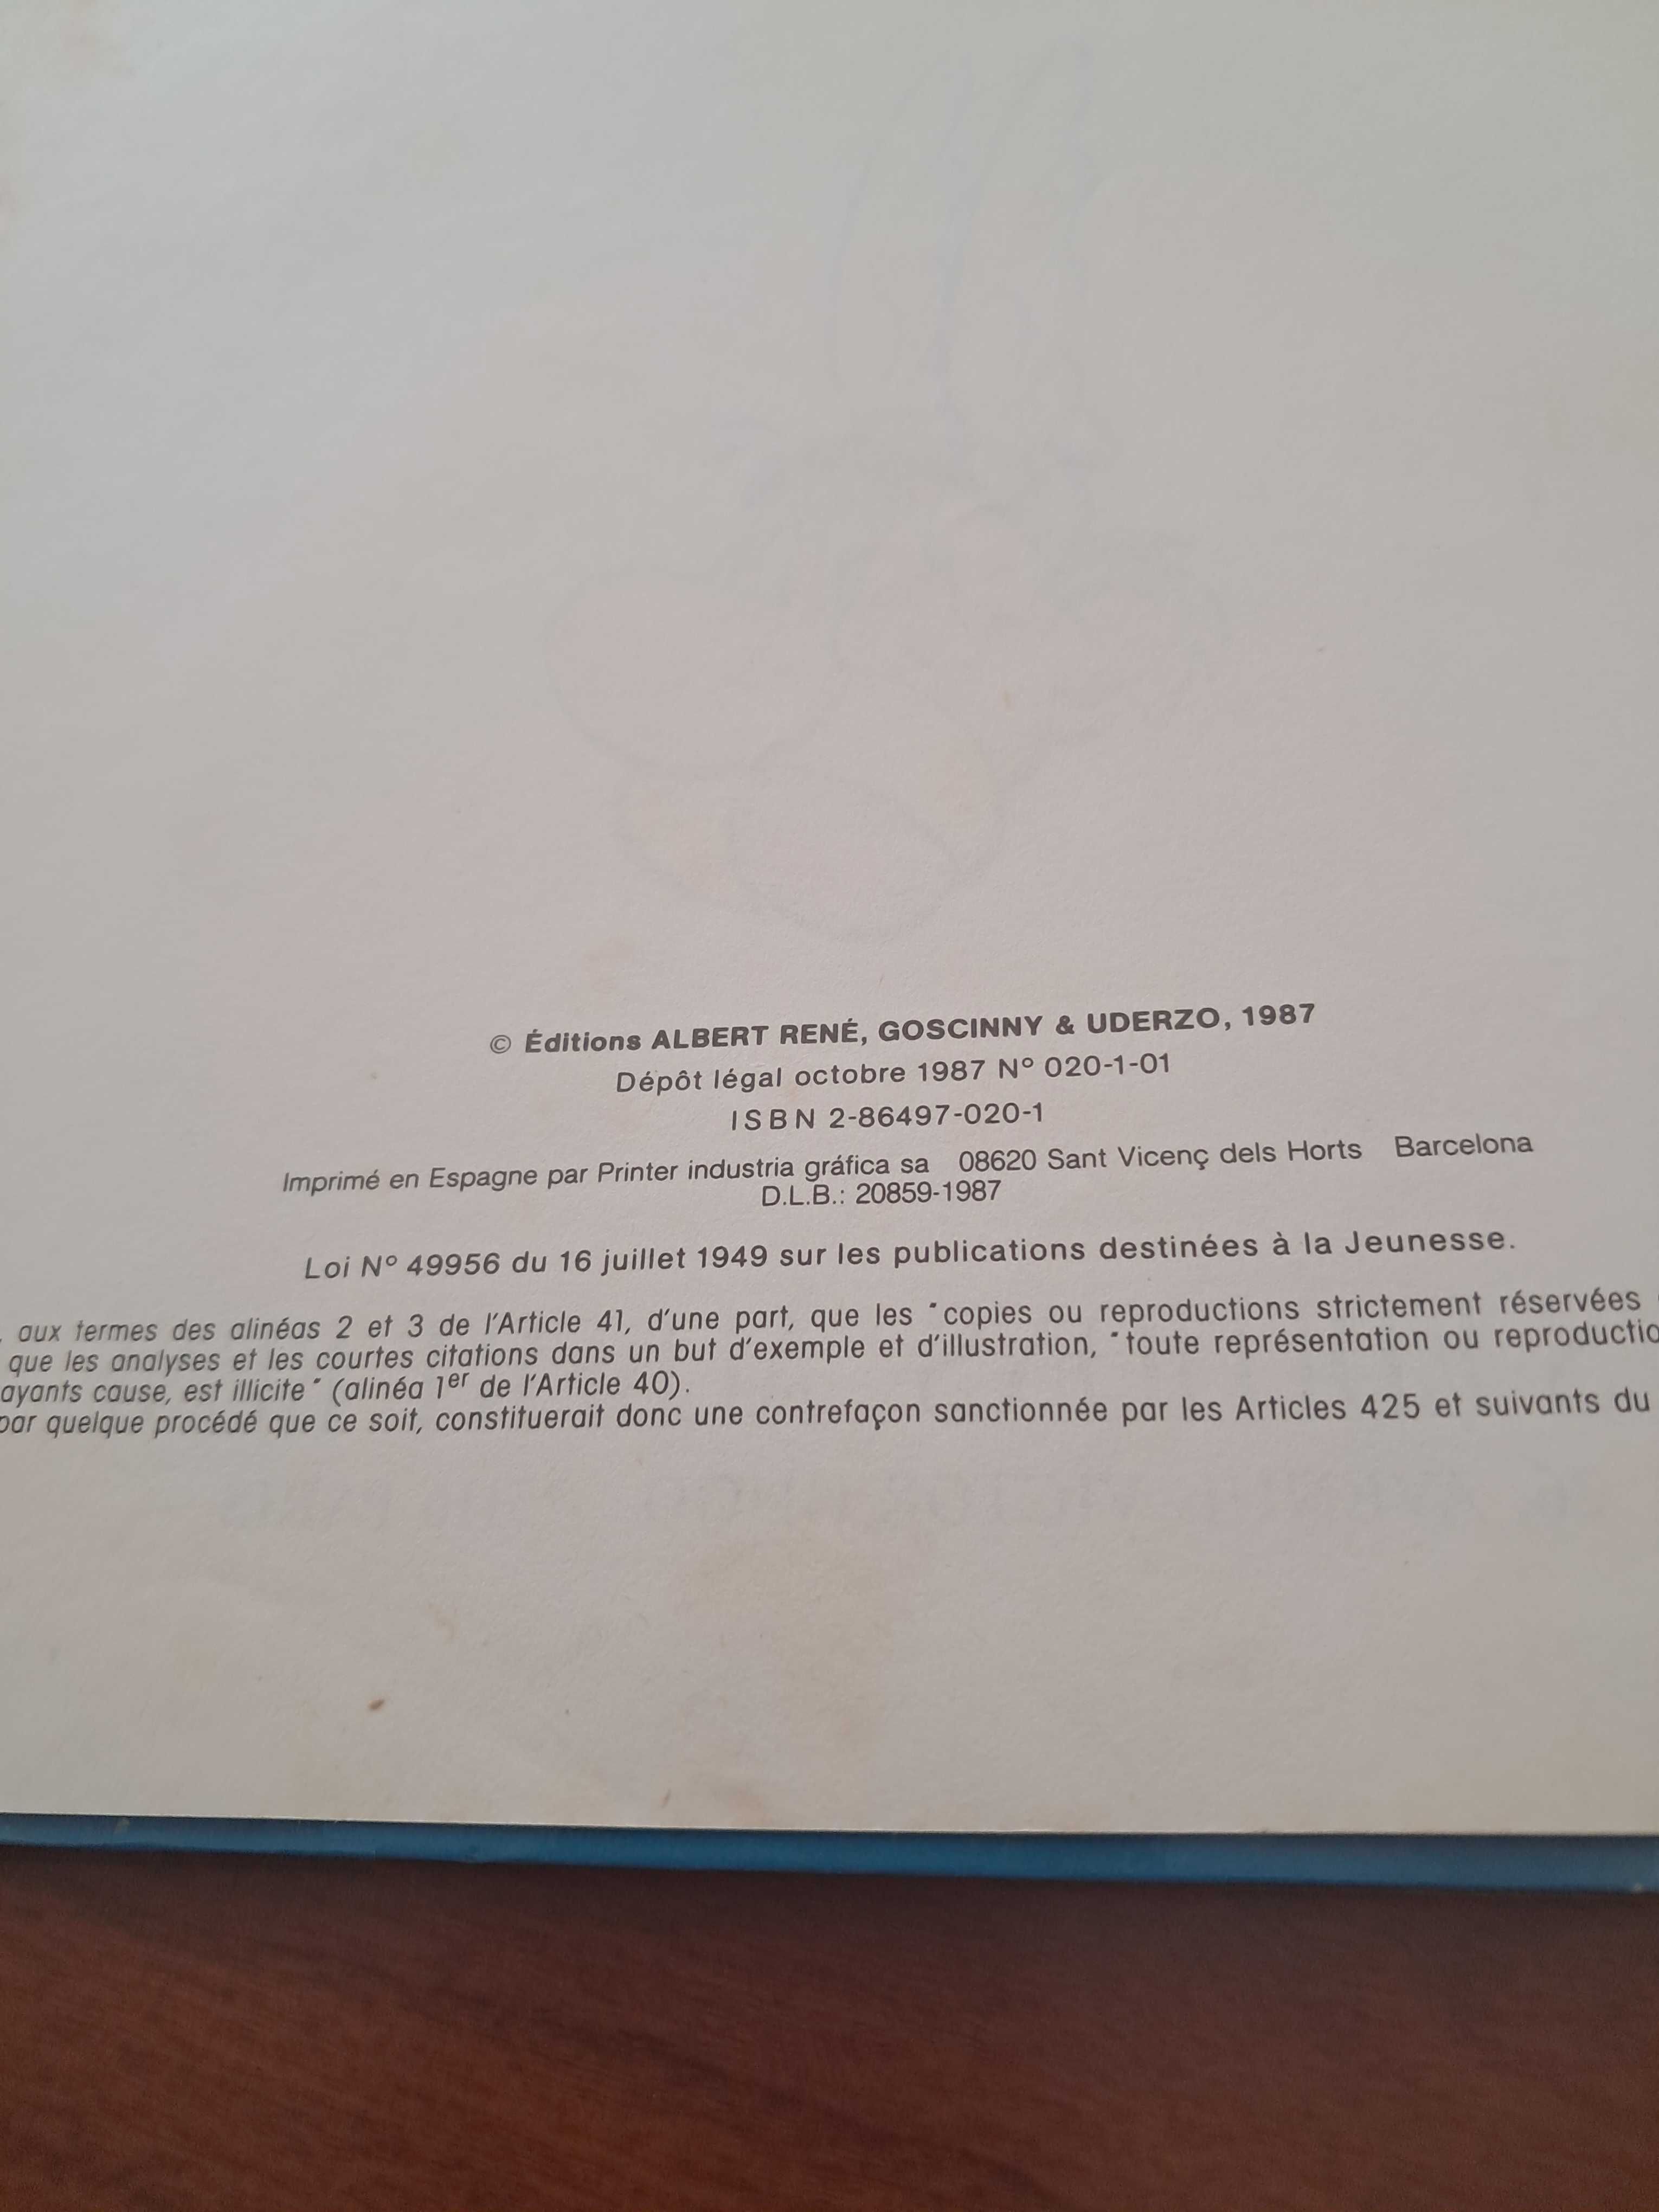 © Éditions ALBERT RENÉ, GOSCINNY & UDERZO, 1987
Dépôt légal octobre 1987 Nº 020-1-01
ISBN 2-86497-020-1
Imprimé en Espagne par Printer industria gráfica sa 08620 Sant Vicenç dels Horts Barcelona
D.L.B.: 20859-1987
Loi Nº 49956 du 16 juillet 1949 sur les publications destinées à la Jeunesse.
, aux termes des alinéas 2 et 3 de l'Article 41, d'une part, que les "copies ou reproductions strictement réservées
que les analyses et les courtes citations dans un but d'exemple et d'illustration, "toute représentation ou reproductio
ayants cause, est illicite" (alinéa 1er de l'Article 40).
par quelque procédé que ce soit, constituerait donc une contrefaçon sanctionnée par les Articles 425 et suivants du